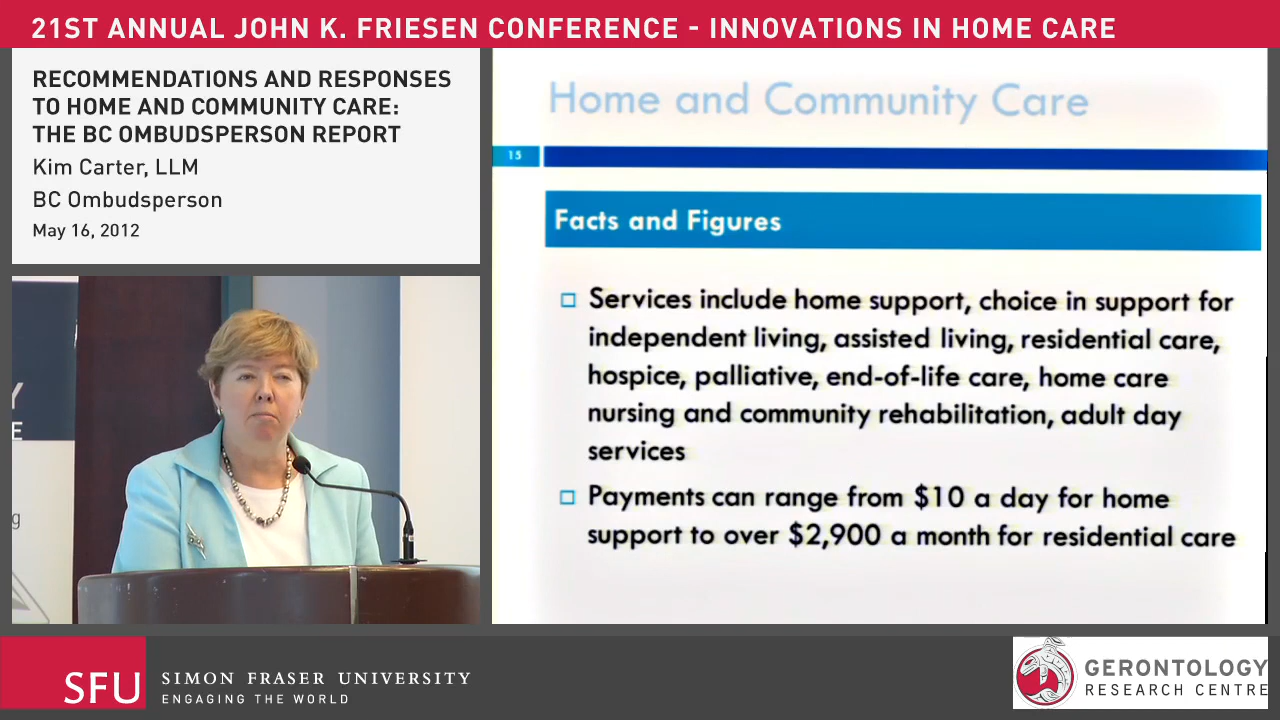 21ST ANNUAL JOHN K. FRIESEN CONFERENCE - INNOVATIONS IN HOME CARE
RECOMMENDATIONS AND RESPONSES
TO HOME AND COMMUNITY CARE:
THE BC OMBUDSPERSON REPORT
Kim Carter, LLM
BC Ombudsperson
May 16, 2012
Home and Community Care
15
Facts and Figures
Services include home support, choice in support for
independent living, assisted living, residential care,
hospice, palliative, end-of-life care, home care
nursing and community rehabilitation, adult day
services
Payments can range from $10 a day for home
support to over $2,900 a month for residential care
Y
E
g
SFU
SIMON FRASER UNIVERSITY
ENGAGING THE WORLD
GERONTOLOGY
RESEARCH CENTRE